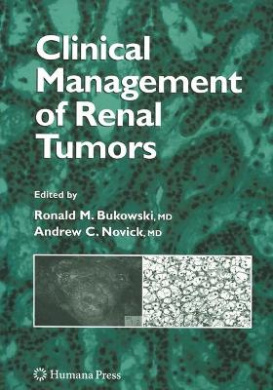 Clinical
Management
of Renal
Tumors
Edited by
Ronald M. Bukowski, MD
Andrew C. Novick, MD
Humana Press